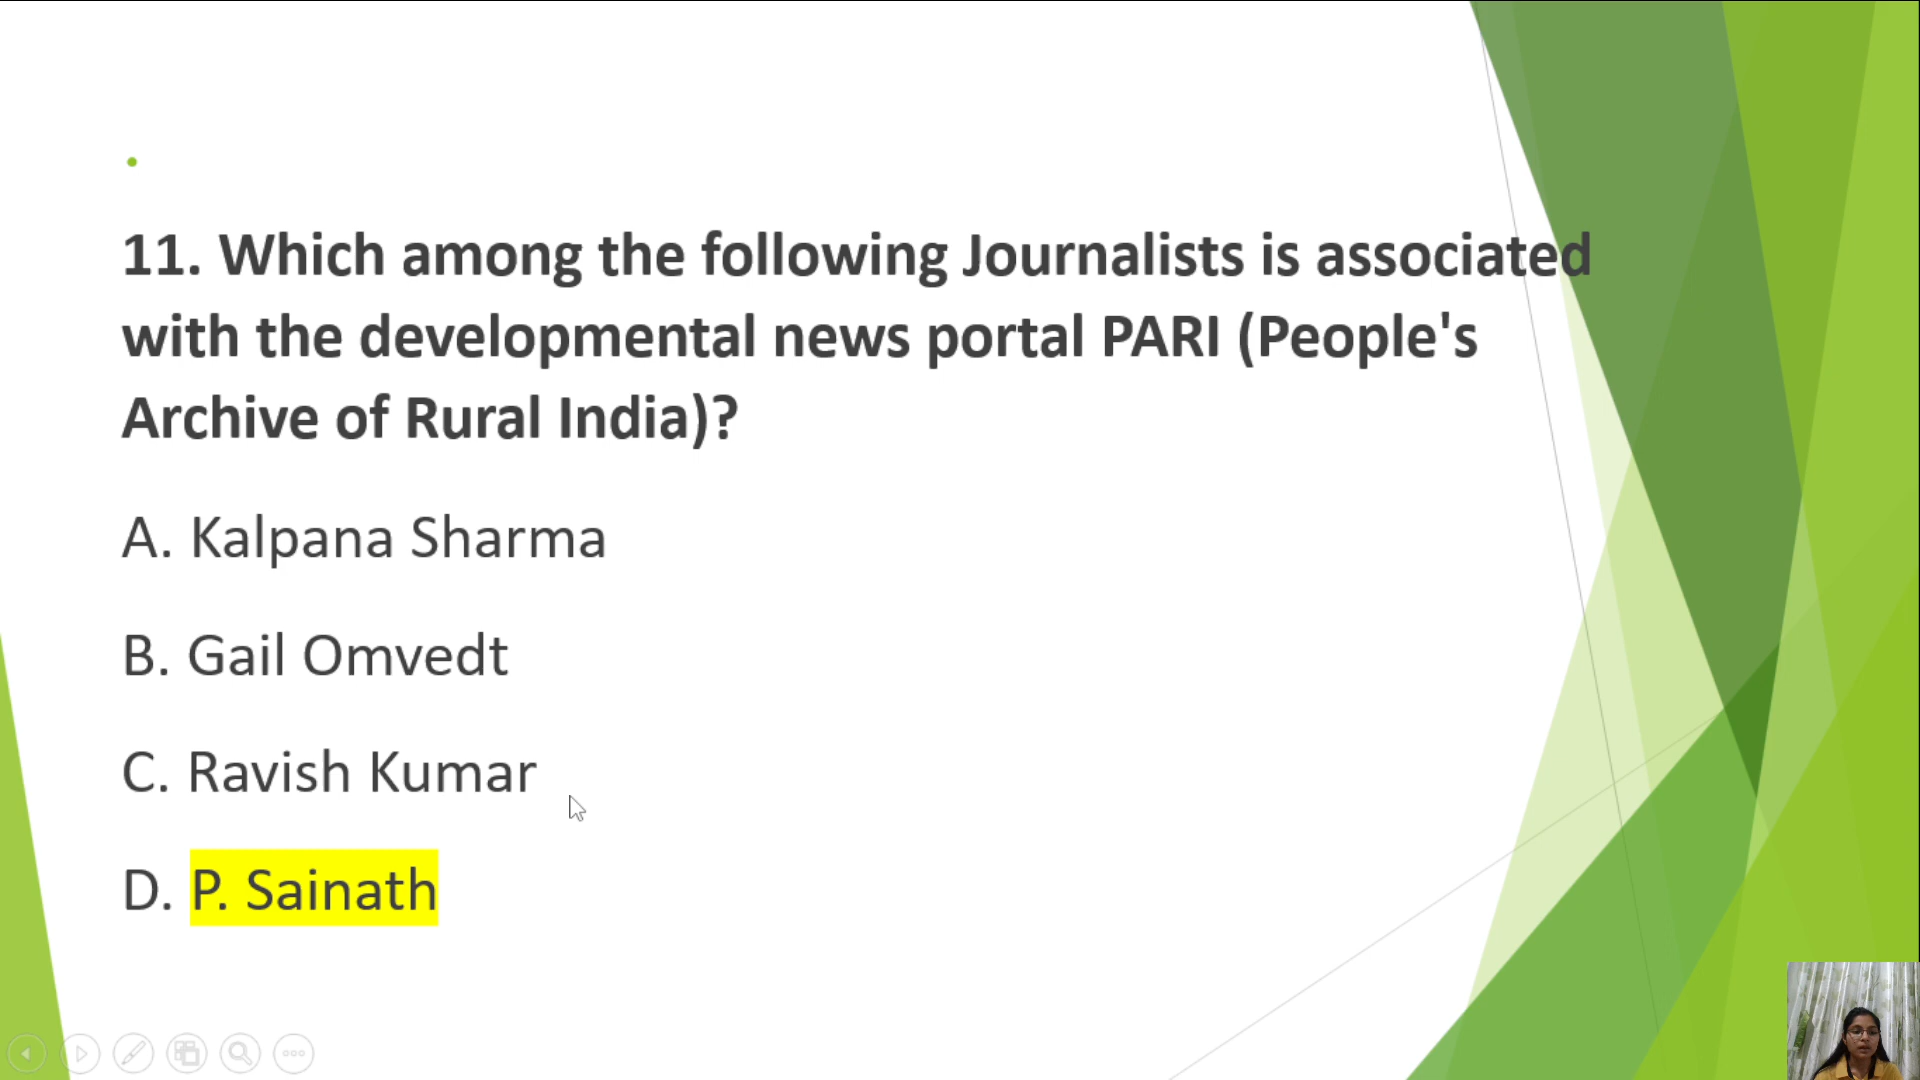 11. Which among the following Journalists is associated
with the developmental news portal PARI (People's
Archive of Rural India)?
A. Kalpana Sharma
B. Gail Omvedt
C. Ravish Kumar
D. P. Sainath